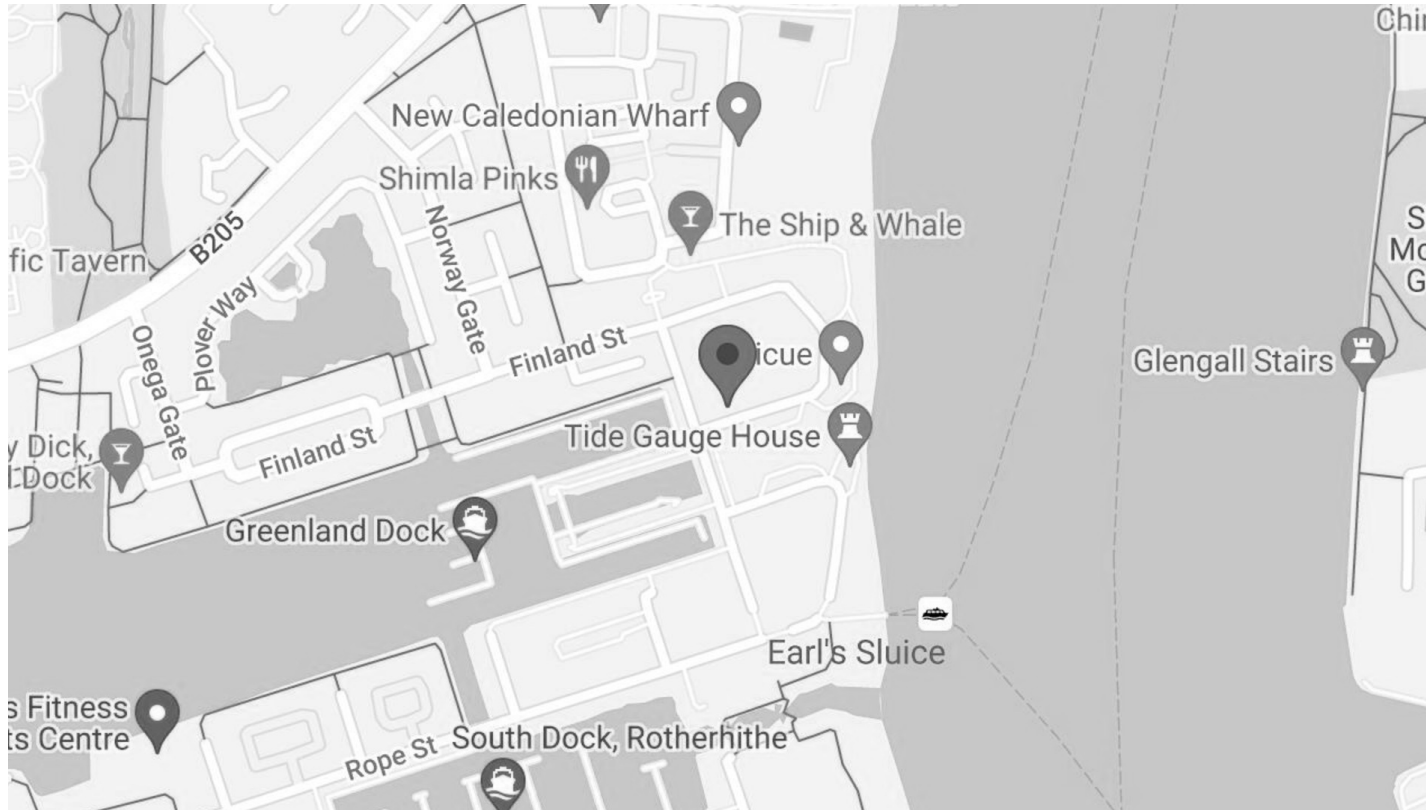 Chi
New Caledonian Wharf
Shimla Pinks
The Ship & Whale
B205
Norway Gate
fic Tavern
S
Mo
G
Plover Way
Onega Gate
Finland St
icue
Glengall Stairs
Tide Gauge House
y Dick,
Dock
Finland St
Greenland Dock
Earl's Sluice
s Fitness
ts Centre
Rope St
South Dock, Rotherhithe